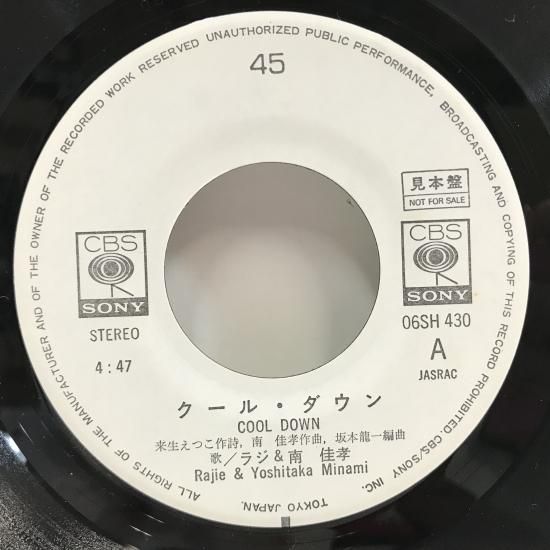 ALL RIGHTS OF THE MANUFACTURER AND OF THE OWNER OF THE RECORDED WORK RESERVED UNAUTHORIZED PUBLIC PERFORMANCE, BROADCASTING AND COPYING OF THIS RECORD PROHIBITED. CBS/SONY INC. TOKYO JAPAN.
45
見本盤
NOT FOR SALE
CBS
SONY
CBS
SONY
STEREO
4:47
06SH 430
A
JASRAC
クール・ダウン
COOL DOWN
来生えつこ作詩, 南 佳孝作曲, 坂本龍一編曲
歌／ラジ&南 佳孝
Rajie & Yoshitaka Minami